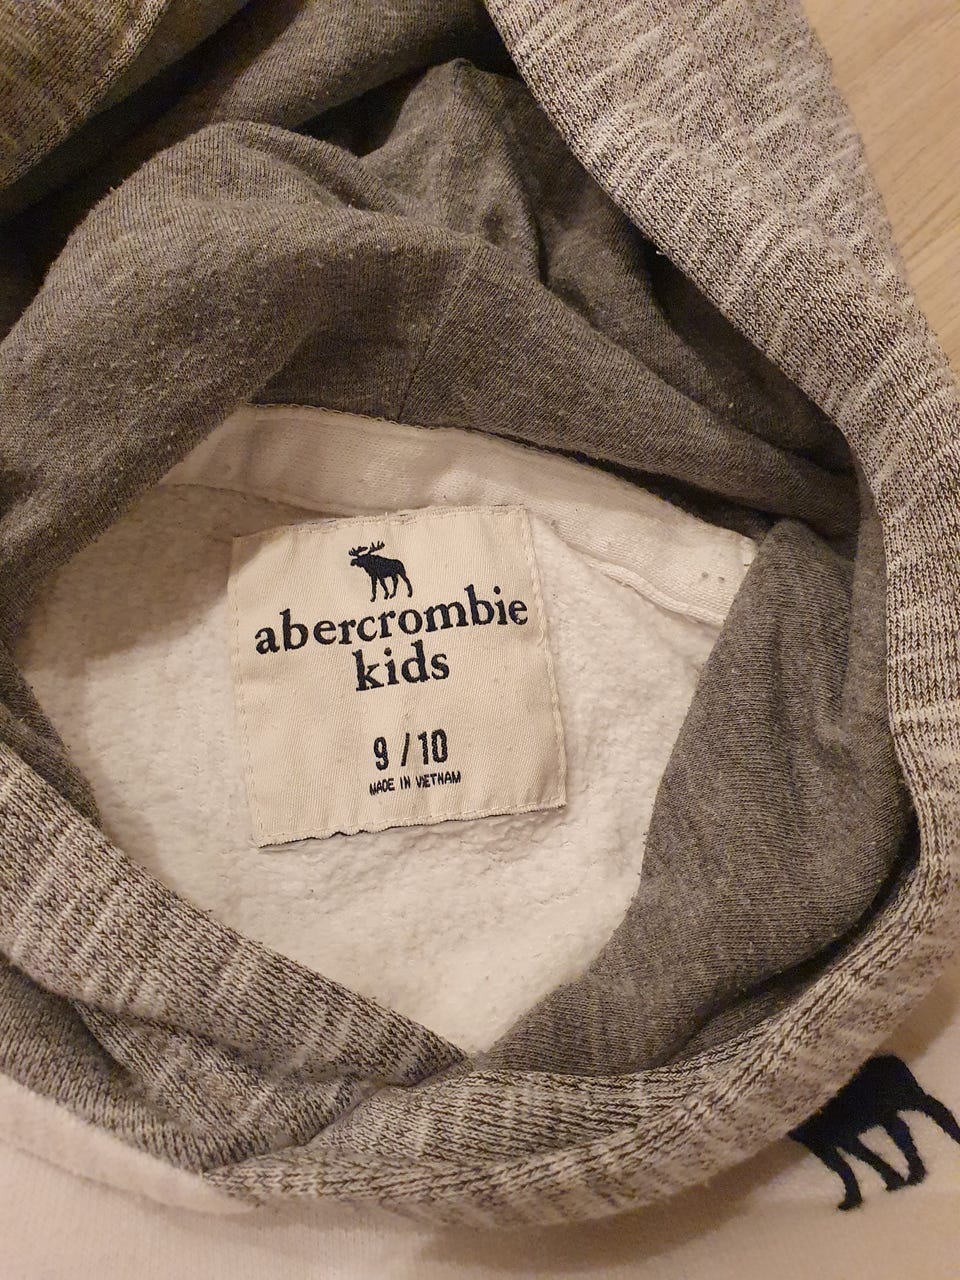 abercrombie
kids
9/10
MADE IN VIETNAM